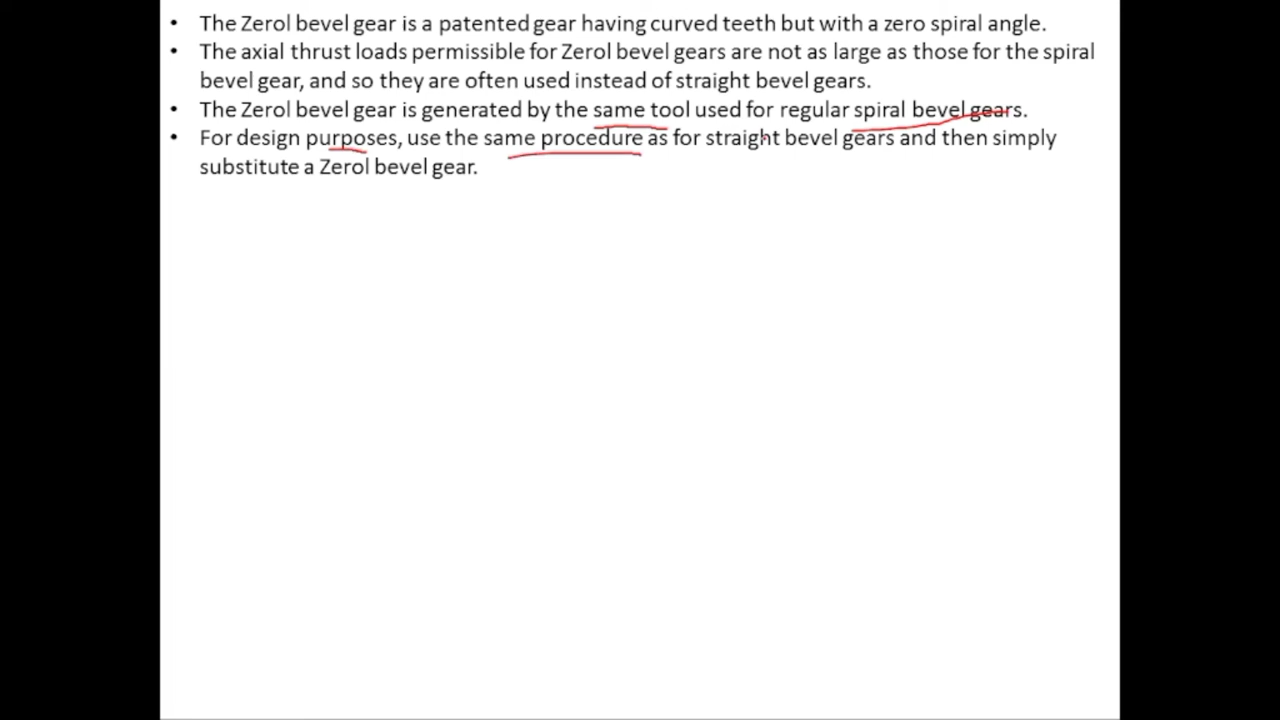 • The Zerol bevel gear is a patented gear having curved teeth but with a zero spiral angle.
• The axial thrust loads permissible for Zerol bevel gears are not as large as those for the spiral
bevel gear, and so they are often used instead of straight bevel gears.
• The Zerol bevel gear is generated by the same tool used for regular spiral bevel gears.
• For design purposes, use the same procedure as for straight bevel gears and then simply
substitute a Zerol bevel gear.